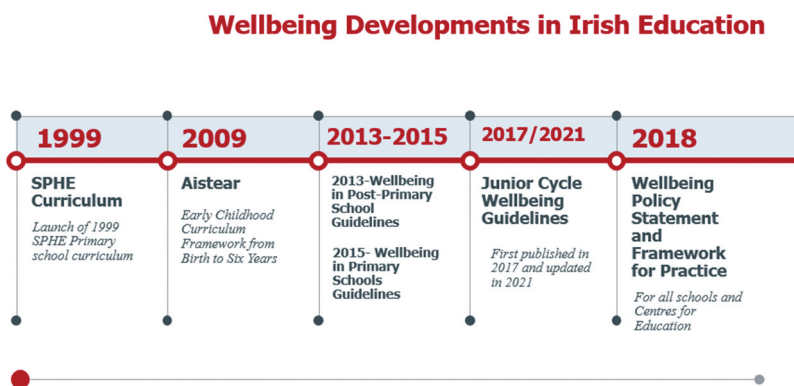 Wellbeing Developments in Irish Education
1999
2009
2013-2015
2017/2021
2018
SPHE
Curriculum
Launch of 1999
SPHE Primary
school curriculum
Aistear
Early Childhood
Curriculum
Framework from
Birth to Six Years
2013-Wellbeing
in Post-Primary
School
Guidelines
2015- Wellbeing
in Primary
Schools
Guidelines
Junior Cycle
Wellbeing
Guidelines
First published in
2017 and updated
in 2021
Wellbeing
Policy
Statement
and
Framework
for Practice
For all schools and
Centres for
Education